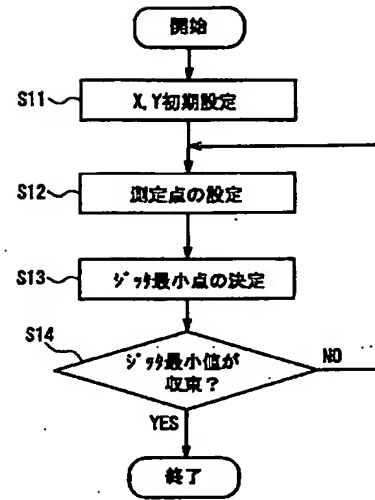 開始
S11
X,Y初期設定
S12
測定点の設定
S13
ジッタ最小点の決定
S14
ジッタ最小値が
収束?
NO
YES
終了